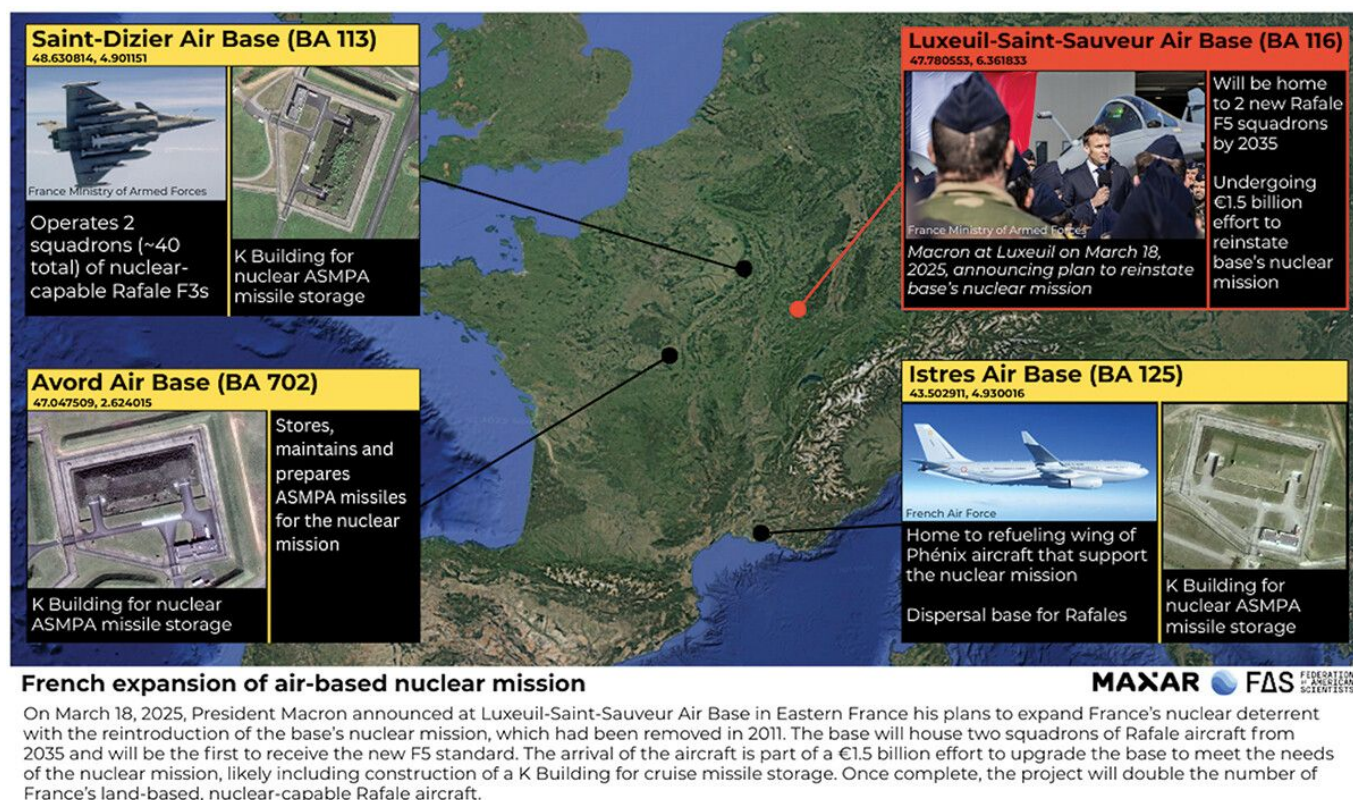 Saint-Dizier Air Base (BA 113)
48.630814, 4.901151
France Ministry of Armed Forces
Operates 2
squadrons (~40
total) of nuclear-
capable Rafale F3s
K Building for
nuclear ASMPA
missile storage
Luxeuil-Saint-Sauveur Air Base (BA 116)
47.780553, 6.361833
France Ministry of Armed Forces
Macron at Luxeuil on March 18,
2025, announcing plan to reinstate
base's nuclear mission
Will be home
to 2 new Rafale
F5 squadrons
by 2035
Undergoing
€1.5 billion
effort to
reinstate
base's nuclear
mission
Avord Air Base (BA 702)
47.047509, 2.624015
K Building for nuclear
ASMPA missile storage
Stores,
maintains and
prepares
ASMPA missiles
for the nuclear
mission
Istres Air Base (BA 125)
43.502911, 4.930016
French Air Force
Home to refueling wing of
Phénix aircraft that support
the nuclear mission
Dispersal base for Rafales
K Building for
nuclear ASMPA
missile storage
French expansion of air-based nuclear mission
MAXAR
FAS
FEDERATION
OF AMERICAN
SCIENTISTS
On March 18, 2025, President Macron announced at Luxeuil-Saint-Sauveur Air Base in Eastern France his plans to expand France's nuclear deterrent
with the reintroduction of the base's nuclear mission, which had been removed in 2011. The base will house two squadrons of Rafale aircraft from
2035 and will be the first to receive the new F5 standard. The arrival of the aircraft is part of a €1.5 billion effort to upgrade the base to meet the needs
of the nuclear mission, likely including construction of a K Building for cruise missile storage. Once complete, the project will double the number of
France's land-based, nuclear-capable Rafale aircraft.